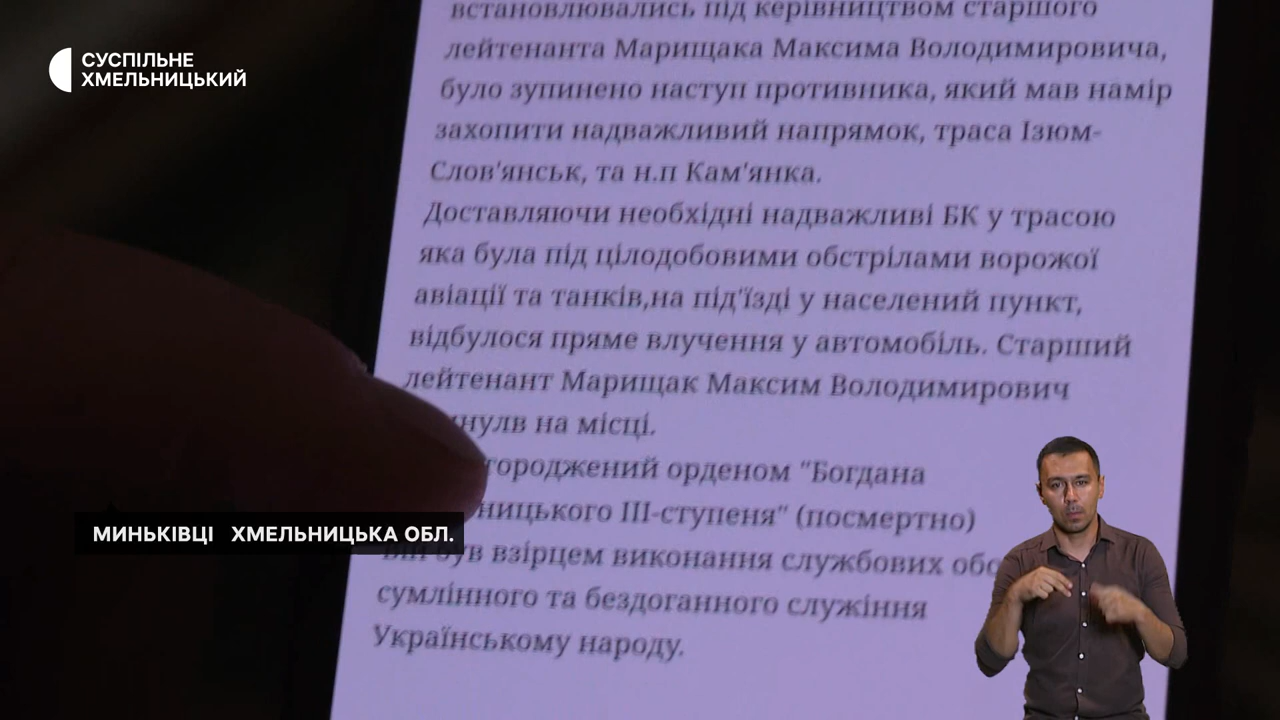 СУСПІЛЬНЕ
ХМЕЛЬНИЦЬКИЙ
встановлювались під керівництвом старшого
лейтенанта Марищака Максима Володимировича,
було зупинено наступ противника, який мав намір
захопити надважливий напрямок, траса Ізюм-
Слов'янськ, та н.п Кам'янка.
Доставляючи необхідні надважливі БК у трасою
яка була під цілодобовими обстрілами ворожої
авіації та танків,на під'їзді у населений пункт,
відбулося пряме влучення у автомобіль. Старший
лейтенант Марищак Максим Володимирович
на місці.
орденом "Богдана
III-ступеня" (посмертно)
взірцем виконання службових
сумлінного та бездоганного служіння
Українському народу.
МИНЬКІВЦІ ХМЕЛЬНИЦЬКА ОБЛ.